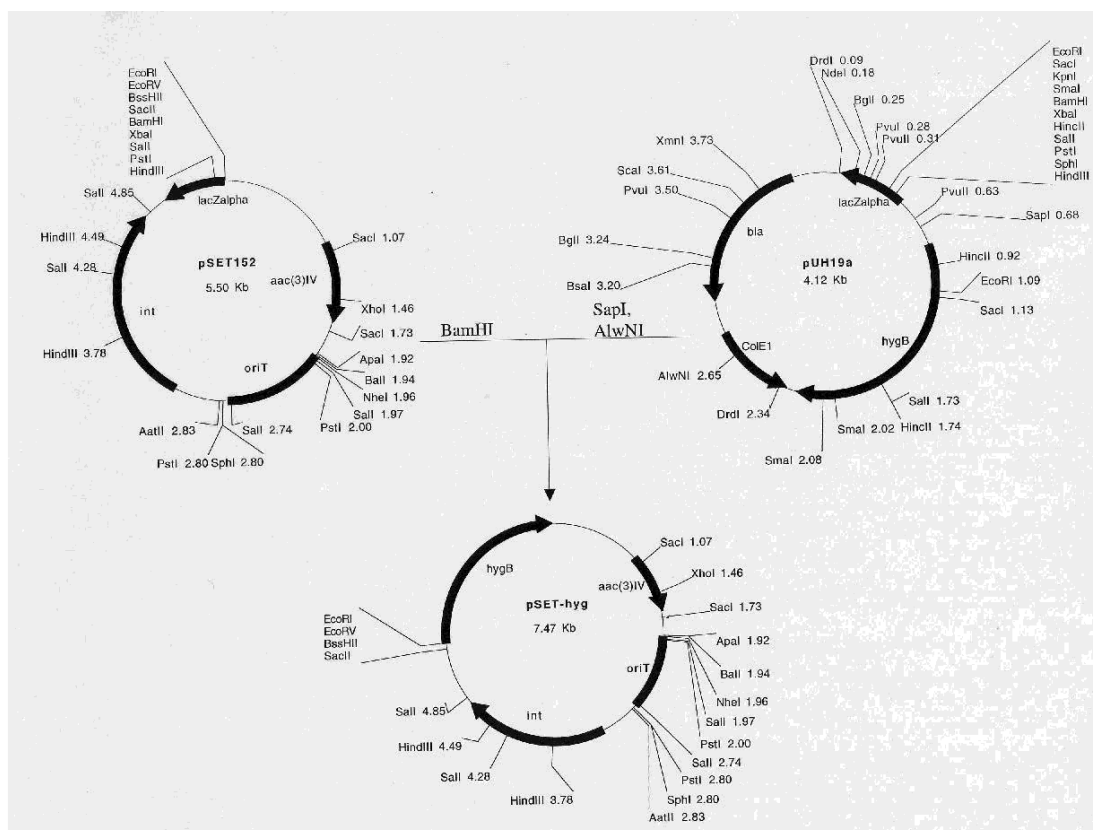 EcoRI
EcoRV
BssHII
SacII
BamHI
XbaI
SalI
PstI
HindIII
SalI 4.85
HindIII 4.49
SalI 4.28
HindIII 3.78
lacZalpha
pSET152
5.50 Kb
SacI 1.07
aac(3)IV
XhoI 1.46
SacI 1.73
ApaI 1.92
BalI 1.94
NheI 1.96
SalI 1.97
PstI 2.00
int
oriT
AatII 2.83
SalI 2.74
PstI 2.80
SphI 2.80
BamHI
SapI,
AlwNI
DrdI 0.09
NdeI 0.18
BglI 0.25
PvuI 0.28
PvuII 0.31
EcoRI
SacI
KpnI
SmaI
BamHI
XbaI
HincII
SalI
PstI
SphI
HindIII
XmnI 3.73
ScaI 3.61
PvuI 3.50
BglI 3.24
BsaI 3.20
lacZalpha
bla
PvuII 0.63
SapI 0.68
pUH19a
4.12 Kb
HincII 0.92
EcoRI 1.09
SacI 1.13
hygB
ColE1
AlwNI 2.65
DrdI 2.34
SalI 1.73
HincII 1.74
SmaI 2.02
SmaI 2.08
hygB
SacI 1.07
aac(3)IV
XhoI 1.46
pSET-hyg
7.47 Kb
SacI 1.73
EcoRI
EcoRV
BssHII
SacII
ApaI 1.92
BalI 1.94
NheI 1.96
SalI 1.97
PstI 2.00
oriT
int
SalI 4.85
HindIII 4.49
SalI 4.28
HindIII 3.78
SalI 2.74
PstI 2.80
SphI 2.80
AatII 2.83